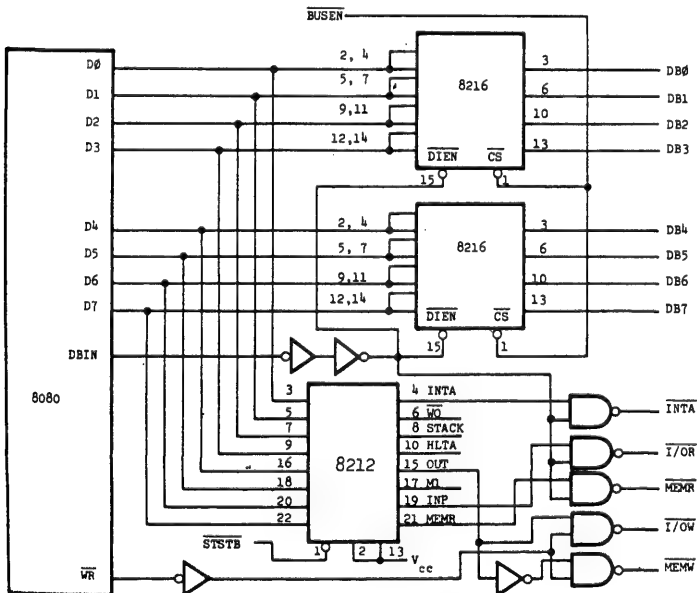 BUSEN
DØ 2, 4 3 DBØ
D1 5, 7 8216 6 DB1
D2 9,11 10 DB2
D3 12,14 13 DB3
DIEN CS
15 1
D4 2, 4 3 DB4
D5 5, 7 8216 6 DB5
D6 9,11 10 DB6
D7 12,14 13 DB7
DIEN CS
15 1
DBIN
8080
3 4 INTA INTA
5 6 WO
7 8 STACK
9 8212 10 HLTA I/OR
16 15 OUT
18 17 M1
20 19 INP MEMR
22 21 MEMR
I/OW
STSTB 1 2 13 Vcc
WR MEMW